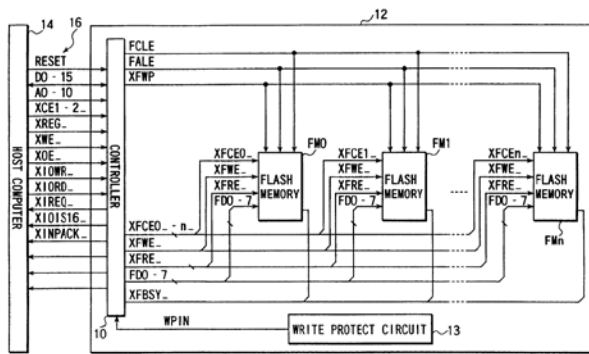 14
16
12
RESET
D0 - 15
A0 - 10
XCE1 - 2_
XREG_
XWE_
XOE_
XIOWR_
XIORD_
XIREQ_
XIOIS16_
XINPACK_
HOST COMPUTER
CONTROLLER
10
FCLE
FALE
XFWP
FM0
XFCE0_
XFWE_
XFRE_
FD0 - 7
FLASH
MEMORY
FM1
XFCE1_
XFWE_
XFRE_
FD0 - 7
FLASH
MEMORY
XFCEn_
XFWE_
XFRE_
FD0 - 7
FLASH
MEMORY
FMn
XFCE0_ - n_
XFWE_
XFRE_
FD0 - 7
XFBSY_
WPIN
WRITE PROTECT CIRCUIT
13